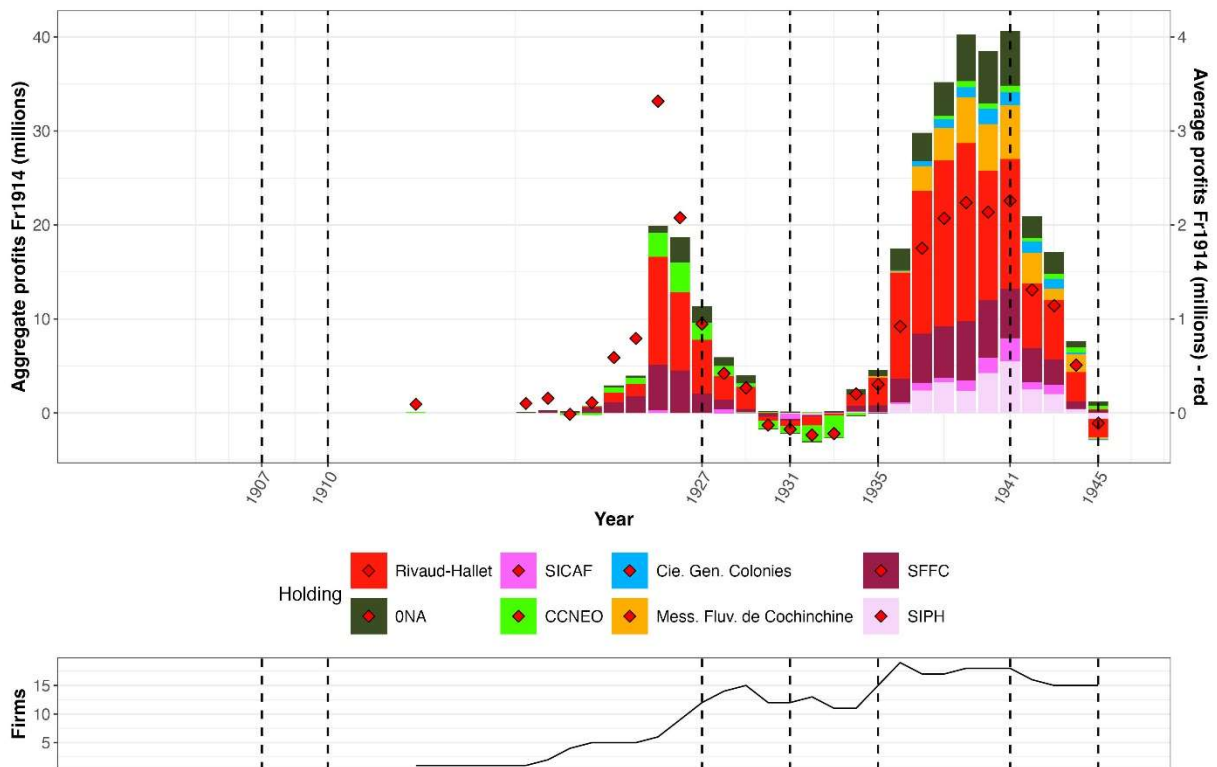 Aggregate profits Fr1914 (millions)
40
30
20
10
0
4
3
2
1
0
Average profits Fr1914 (millions) - red
1907
1910
1927
1931
1935
1941
1945
Year
Holding
Rivaud-Hallet
SICAF
Cie. Gen. Colonies
SFFC
0NA
CCNEO
Mess. Fluv. de Cochinchine
SIPH
Firms
15
10
5